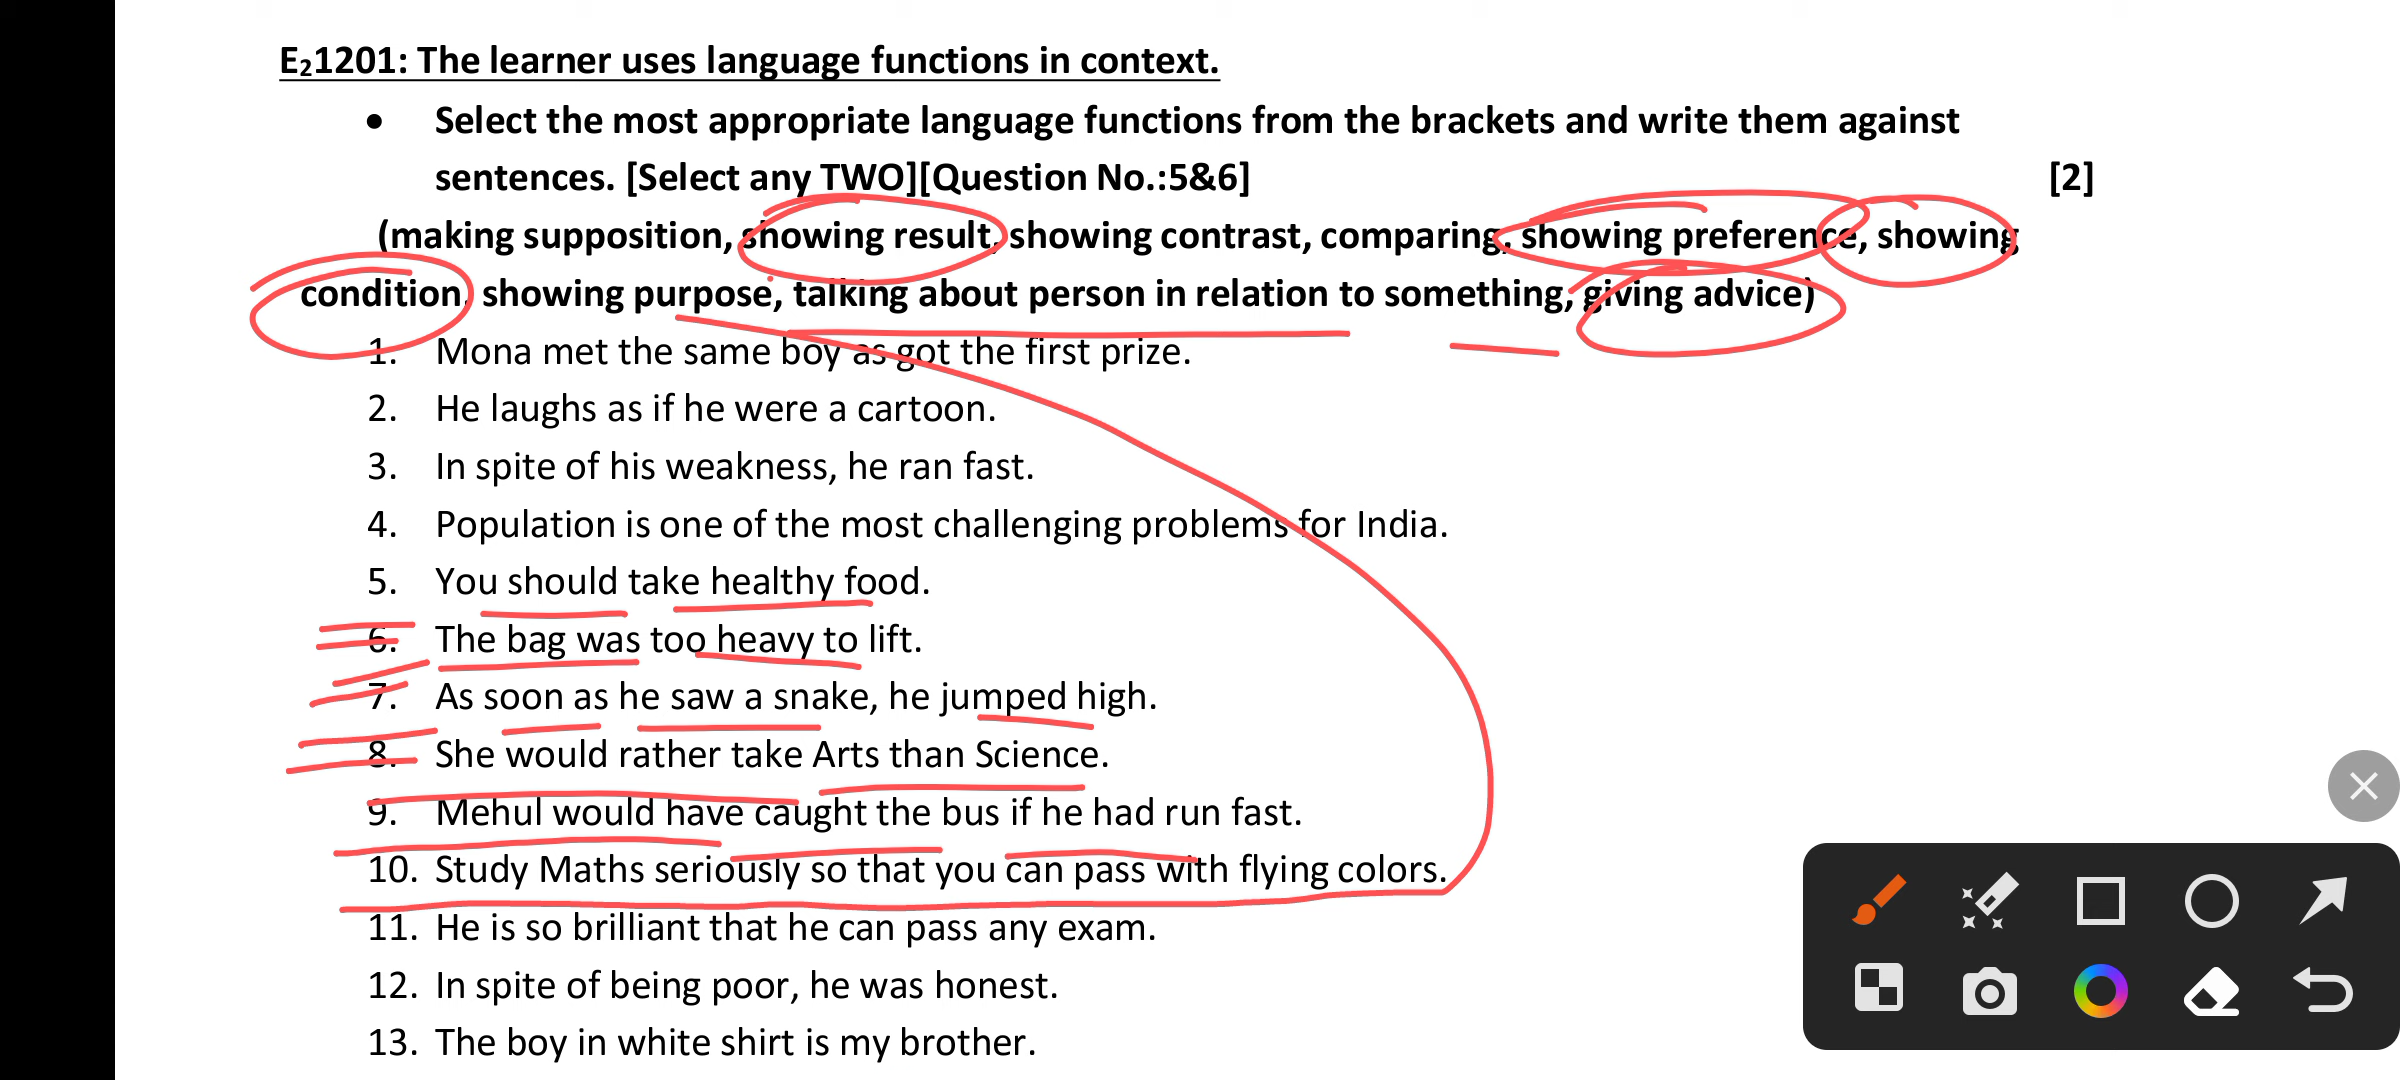 E₂1201: The learner uses language functions in context.
• Select the most appropriate language functions from the brackets and write them against
sentences. [Select any TWO][Question No.:5&6] [2]
(making supposition, showing result, showing contrast, comparing, showing preference, showing
condition, showing purpose, talking about person in relation to something, giving advice)
1. Mona met the same boy as got the first prize.
2. He laughs as if he were a cartoon.
3. In spite of his weakness, he ran fast.
4. Population is one of the most challenging problems for India.
5. You should take healthy food.
6. The bag was too heavy to lift.
7. As soon as he saw a snake, he jumped high.
8. She would rather take Arts than Science.
9. Mehul would have caught the bus if he had run fast.
10. Study Maths seriously so that you can pass with flying colors.
11. He is so brilliant that he can pass any exam.
12. In spite of being poor, he was honest.
13. The boy in white shirt is my brother.